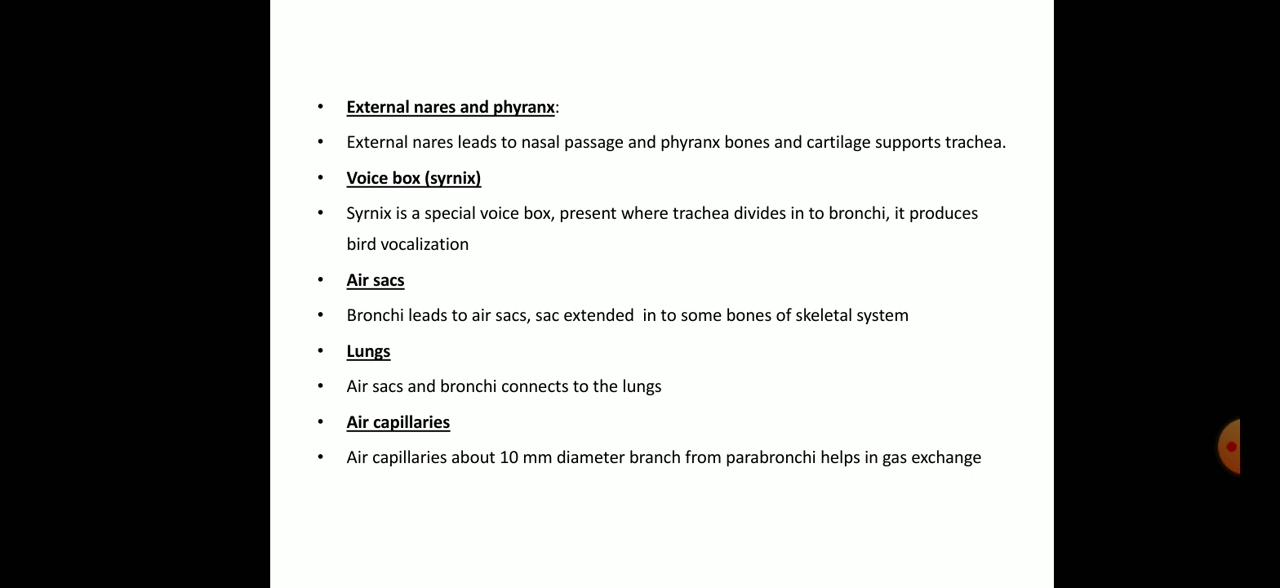 • External nares and phyranx:
• External nares leads to nasal passage and phyranx bones and cartilage supports trachea.
• Voice box (syrnix)
• Syrnix is a special voice box, present where trachea divides in to bronchi, it produces
bird vocalization
• Air sacs
• Bronchi leads to air sacs, sac extended  in to some bones of skeletal system
• Lungs
• Air sacs and bronchi connects to the lungs
• Air capillaries
• Air capillaries about 10 mm diameter branch from parabronchi helps in gas exchange